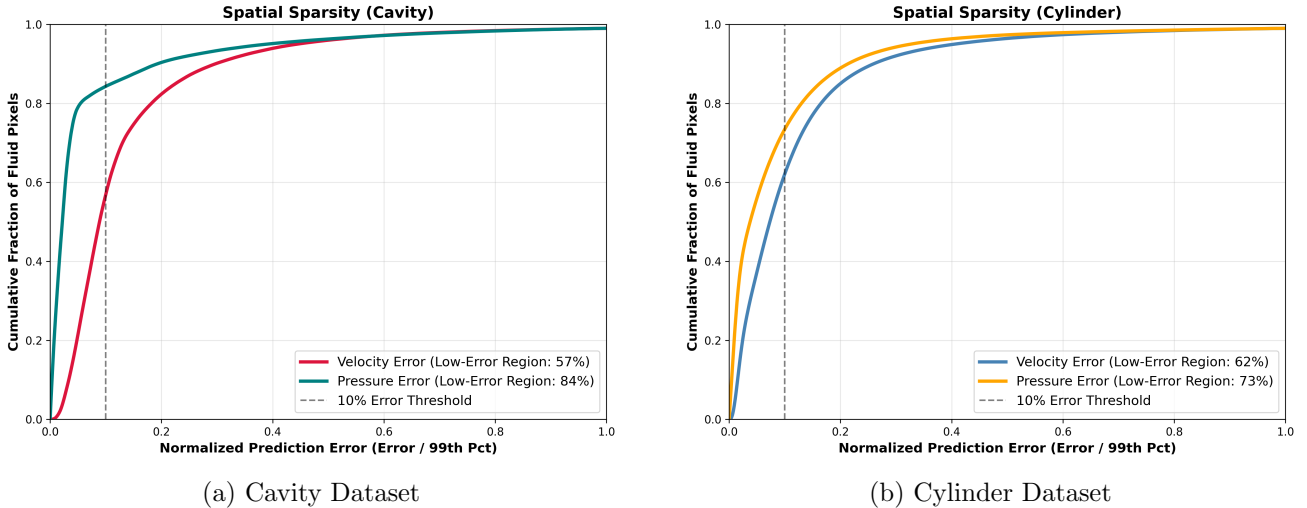 Spatial Sparsity (Cavity)
Cumulative Fraction of Fluid Pixels
1.0
0.8
0.6
0.4
0.2
0.0
Velocity Error (Low-Error Region: 57%)
Pressure Error (Low-Error Region: 84%)
10% Error Threshold
0.0 0.2 0.4 0.6 0.8 1.0
Normalized Prediction Error (Error / 99th Pct)
(a) Cavity Dataset
Spatial Sparsity (Cylinder)
Cumulative Fraction of Fluid Pixels
1.0
0.8
0.6
0.4
0.2
0.0
Velocity Error (Low-Error Region: 62%)
Pressure Error (Low-Error Region: 73%)
10% Error Threshold
0.0 0.2 0.4 0.6 0.8 1.0
Normalized Prediction Error (Error / 99th Pct)
(b) Cylinder Dataset